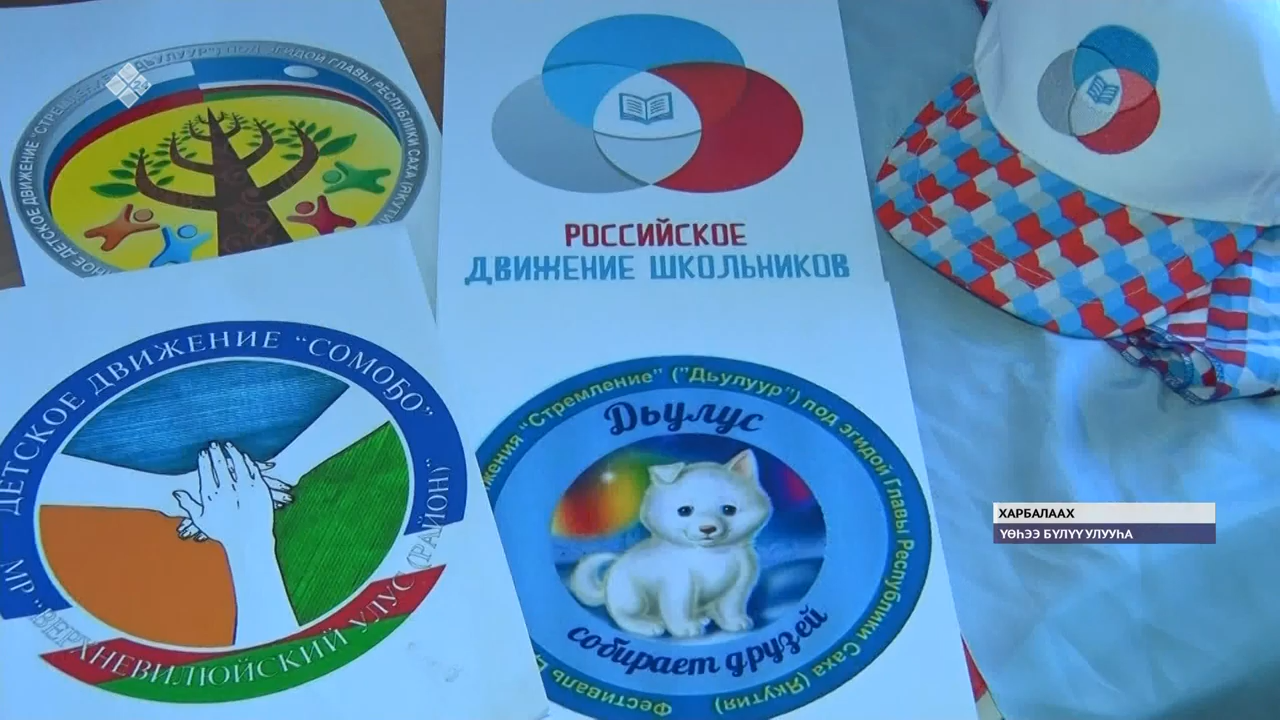 ДЕТСКОЕ ДВИЖЕНИЕ "СТРЕМЛЕНИЕ" ("ДЬУЛУУР") ПОД ЭГИДОЙ ГЛАВЫ РЕСПУБЛИКИ САХА (ЯКУТИ
РОССИЙСКОЕ
ДВИЖЕНИЕ ШКОЛЬНИКОВ
ДЕТСКОЕ ДВИЖЕНИЕ "СОМОБО"
МР "ВЕРХНЕВИЛЮЙСКИЙ УЛУС (РАЙОН)"
"Стремление" ("Дьулуур") под эгидой Главы Республики Саха (Якутия)
Фестиваль
Дьулус
собирает друзей
ХАРБАЛААХ
ҮӨҺЭЭ БҮЛҮҮ УЛУУҺА